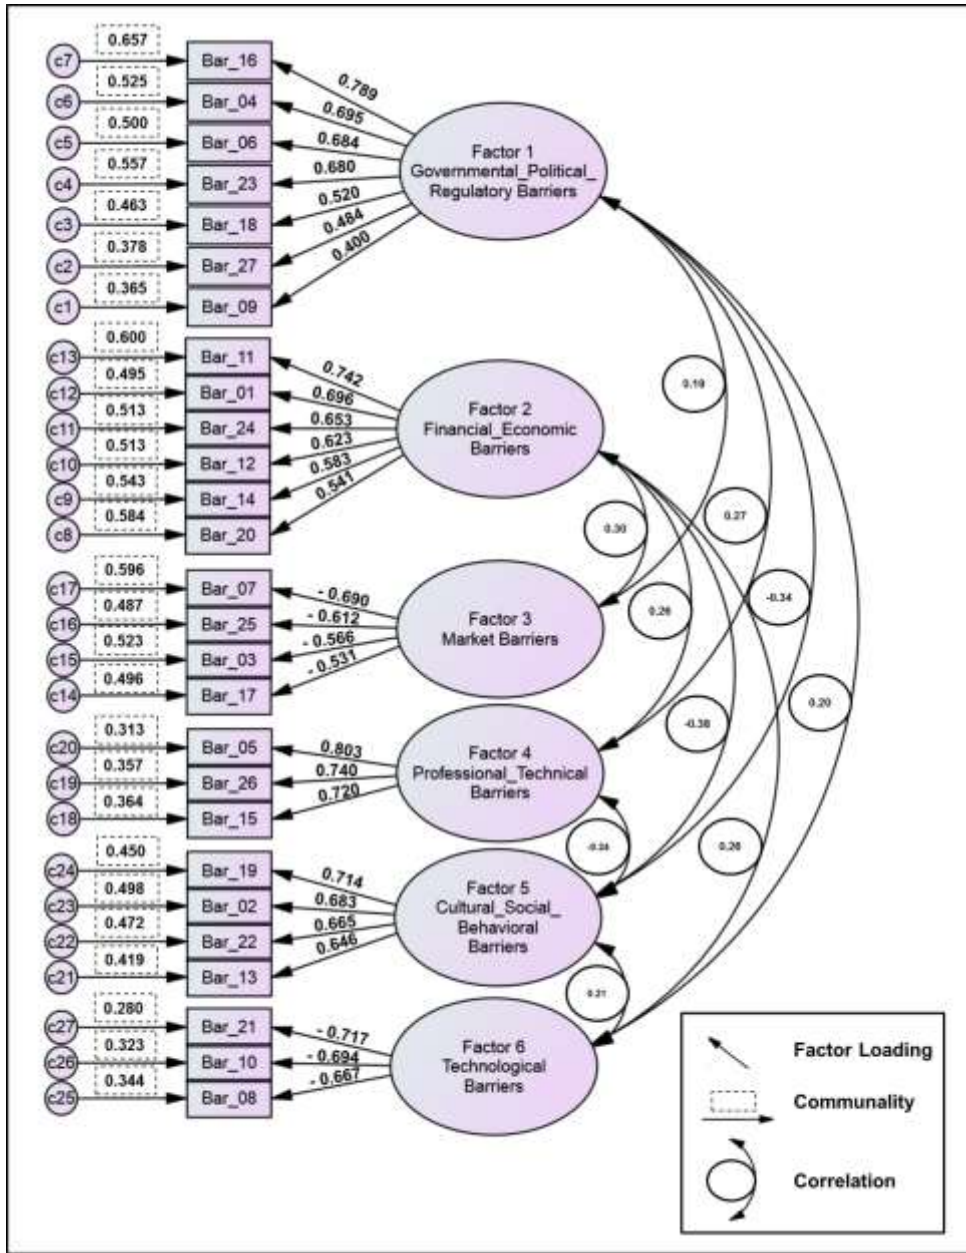 0.657
c7
Bar_16
0.789
0.525
c6
Bar_04
0.695
0.500
c5
Bar_06
0.684
0.557
c4
Bar_23
0.680
0.463
c3
Bar_18
0.520
0.378
c2
Bar_27
0.484
0.365
c1
Bar_09
0.400
Factor 1
Governmental_Political_
Regulatory Barriers
0.600
c13
Bar_11
0.742
0.495
c12
Bar_01
0.696
0.513
c11
Bar_24
0.653
0.513
c10
Bar_12
0.623
0.543
c9
Bar_14
0.583
0.584
c8
Bar_20
0.541
Factor 2
Financial_Economic
Barriers
0.596
c17
Bar_07
- 0.690
0.487
c16
Bar_25
- 0.612
0.523
c15
Bar_03
- 0.566
0.496
c14
Bar_17
- 0.531
Factor 3
Market Barriers
0.313
c20
Bar_05
0.803
0.357
c19
Bar_26
0.740
0.364
c18
Bar_15
0.720
Factor 4
Professional_Technical
Barriers
0.450
c24
Bar_19
0.714
0.498
c23
Bar_02
0.683
0.472
c22
Bar_22
0.665
0.419
c21
Bar_13
0.646
Factor 5
Cultural_Social_
Behavioral
Barriers
0.280
c27
Bar_21
- 0.717
0.323
c26
Bar_10
- 0.694
0.344
c25
Bar_08
- 0.667
Factor 6
Technological
Barriers
0.19
0.30
0.27
0.26
-0.34
-0.38
0.20
0.26
0.21
Factor Loading
Communality
Correlation